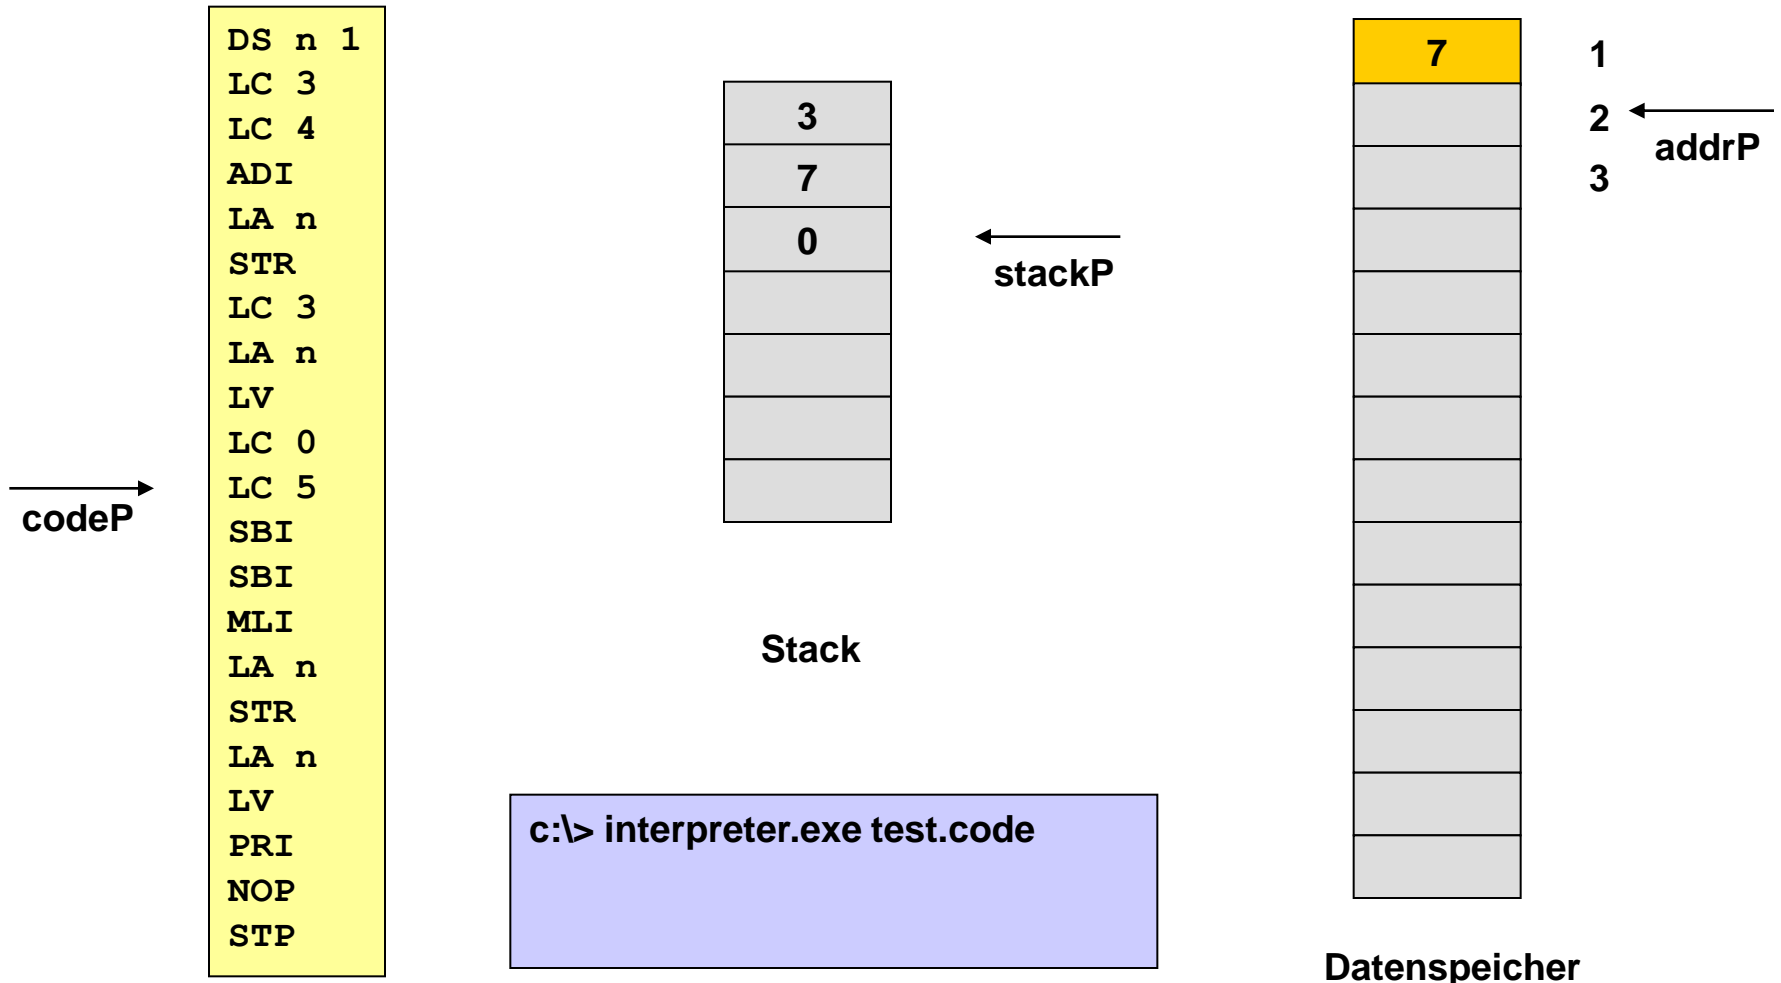 DS n 1
LC 3
LC 4
ADI
LA n
STR
LC 3
LA n
LV
LC 0
LC 5
SBI
SBI
MLI
LA n
STR
LA n
LV
PRI
NOP
STP
codeP
3
7
0
stackP
Stack
c:\> interpreter.exe test.code
7
1
2
3
addrP
Datenspeicher